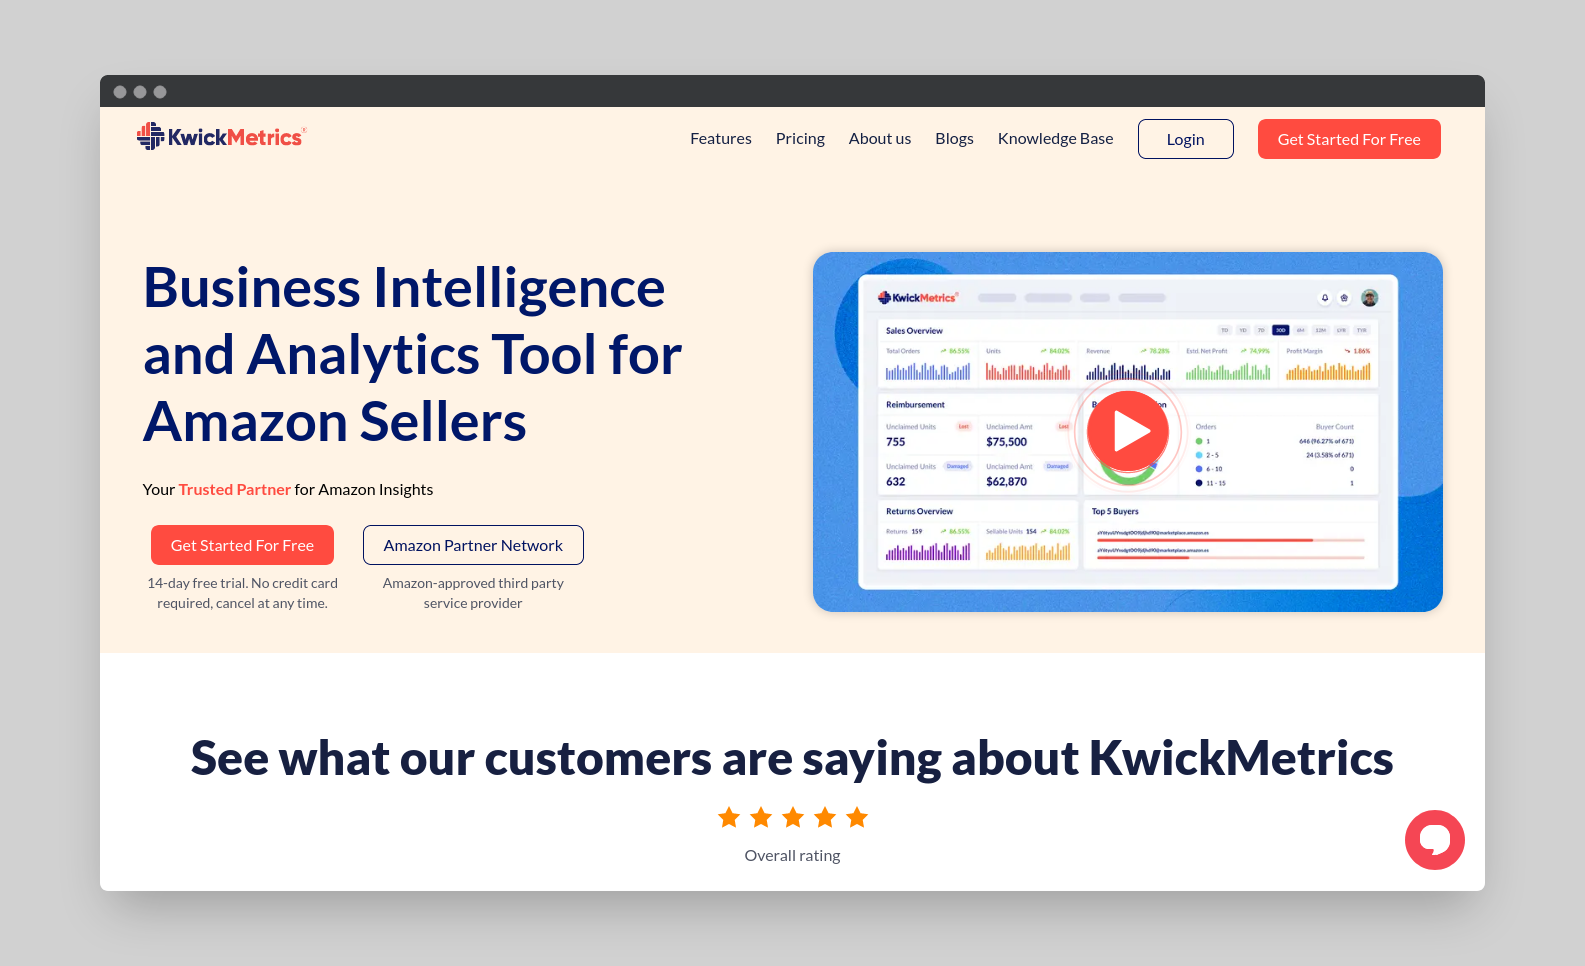 KwickMetrics
Features
Pricing
About us
Blogs
Knowledge Base
Login
Get Started For Free
Business Intelligence
and Analytics Tool for
Amazon Sellers
Your Trusted Partner for Amazon Insights
Get Started For Free
Amazon Partner Network
14-day free trial. No credit card
required, cancel at any time.
Amazon-approved third party
service provider
KwickMetrics
Sales Overview
30D
Total Orders 86.55%
Units 84.02%
Revenue 78.28%
Estd. Net Profit 74.99%
Profit Margin 1.86%
Reimbursement
Unclaimed Units Lost
755
Unclaimed Amt Lost
$75,500
Unclaimed Units Damaged
632
Unclaimed Amt Damaged
$62,870
Orders Buyer Count
1 646 (96.27% of 671)
2 - 5 24 (3.58% of 671)
6 - 10 0
11 - 15 1
Returns Overview
Returns 159 86.55%
Sellable Units 154 84.02%
Top 5 Buyers
See what our customers are saying about KwickMetrics
Overall rating